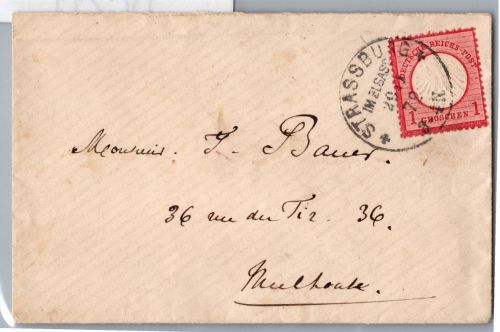 STRASSBURG
IM ELSASS
DEUTSCHE REICHS-POST
1 GROSCHEN 1
Monsieur J. Bauer
36 rue du Tir 36.
Mulhouse.